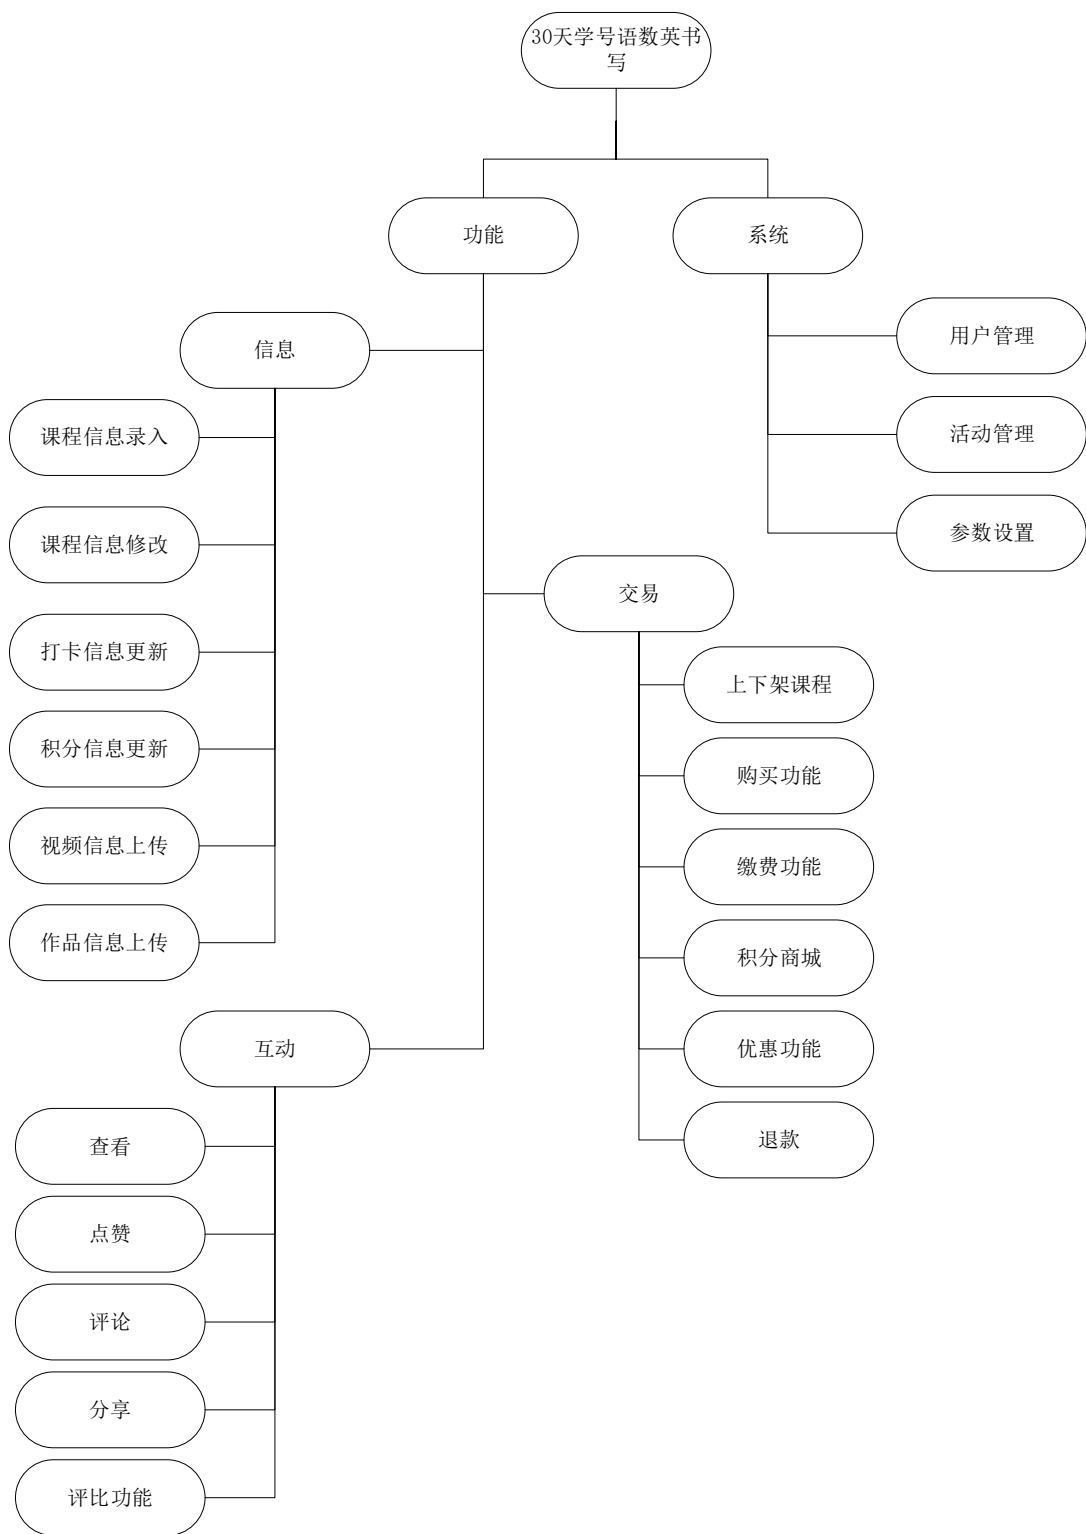 30天学号语数英书
写
功能
系统
信息
用户管理
课程信息录入
活动管理
课程信息修改
参数设置
交易
打卡信息更新
上下架课程
积分信息更新
购买功能
视频信息上传
缴费功能
作品信息上传
积分商城
互动
优惠功能
查看
退款
点赞
评论
分享
评比功能